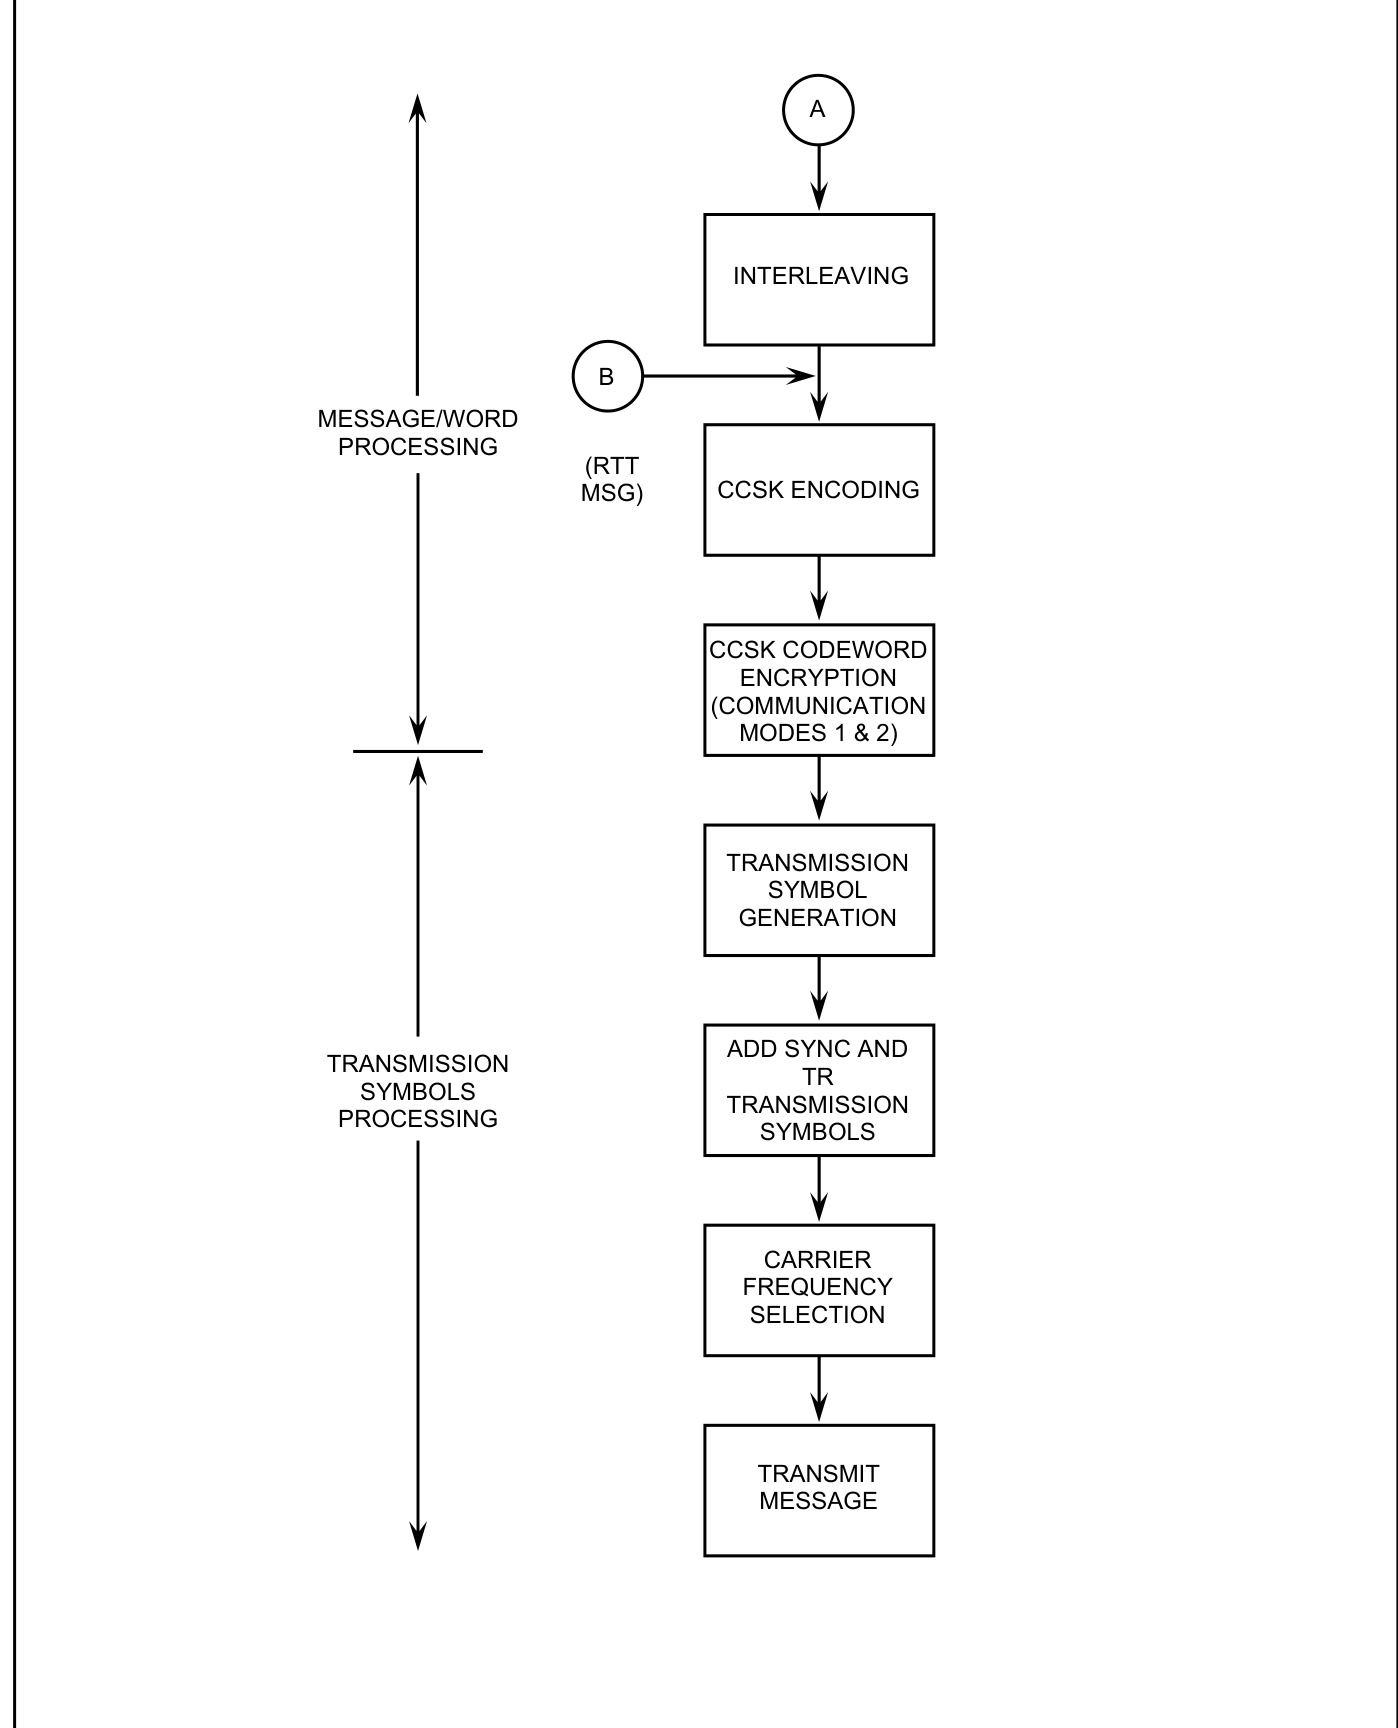 A
INTERLEAVING
B
MESSAGE/WORD
PROCESSING
(RTT
MSG)
CCSK ENCODING
CCSK CODEWORD
ENCRYPTION
(COMMUNICATION
MODES 1 & 2)
TRANSMISSION
SYMBOL
GENERATION
ADD SYNC AND
TR
TRANSMISSION
SYMBOLS
TRANSMISSION
SYMBOLS
PROCESSING
CARRIER
FREQUENCY
SELECTION
TRANSMIT
MESSAGE